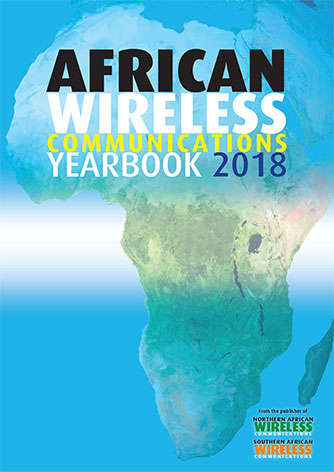 AFRICAN
WIRELESS
COMMUNICATIONS
YEARBOOK 2018
From the publisher of
NORTHERN AFRICAN
WIRELESS
COMMUNICATIONS
SOUTHERN AFRICAN
WIRELESS
COMMUNICATIONS